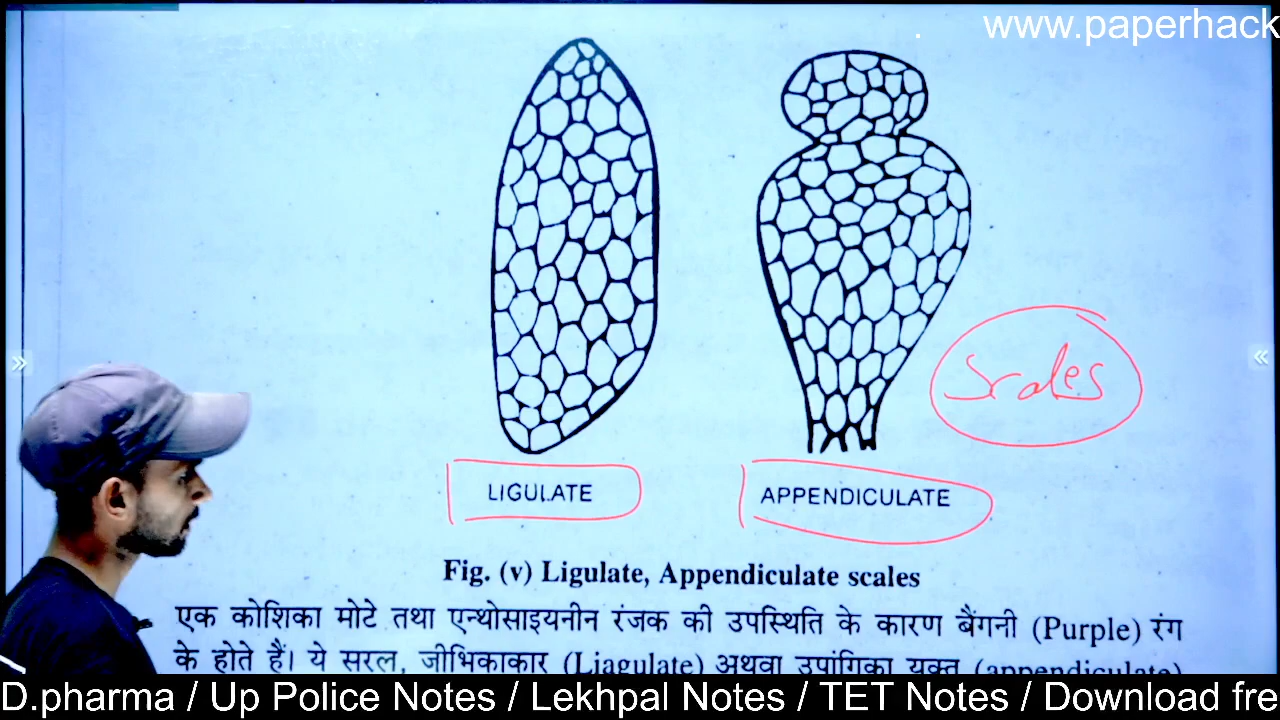 www.paperhack
Scales
LIGULATE
APPENDICULATE
Fig. (v) Ligulate, Appendiculate scales
एक कोशिका मोटे तथा एन्थोसाइयनीन रंजक की उपस्थिति के कारण बैंगनी (Purple) रंग
के होते हैं। ये सरल, जीभिकाकार (Liagulate) अथवा उपांगिका युक्त (appendiculate)
D.pharma / Up Police Notes / Lekhpal Notes / TET Notes / Download fre